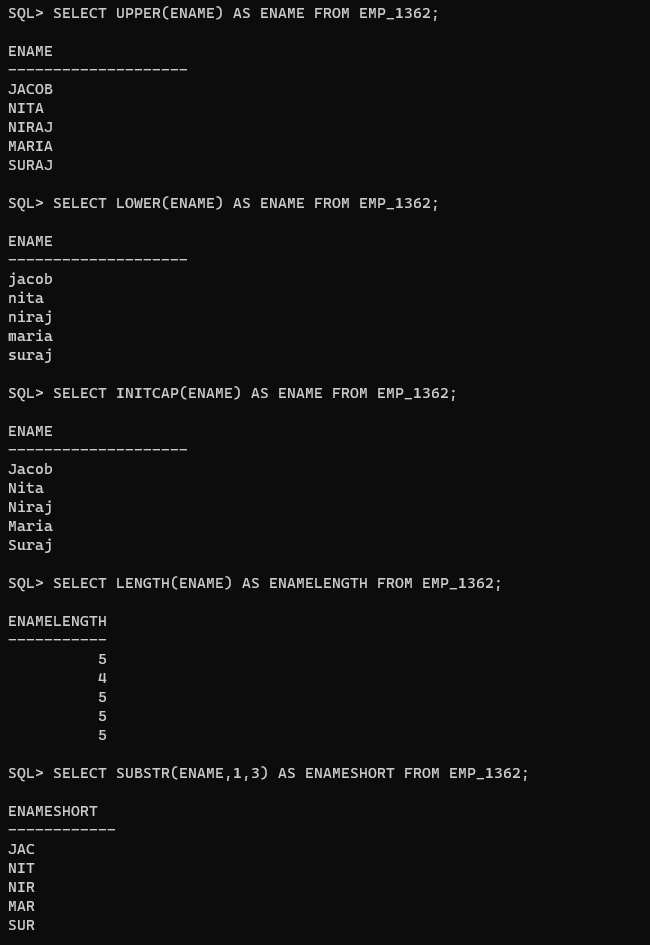 SQL> SELECT UPPER(ENAME) AS ENAME FROM EMP_1362;
ENAME
--------------------
JACOB
NITA
NIRAJ
MARIA
SURAJ
SQL> SELECT LOWER(ENAME) AS ENAME FROM EMP_1362;
ENAME
--------------------
jacob
nita
niraj
maria
suraj
SQL> SELECT INITCAP(ENAME) AS ENAME FROM EMP_1362;
ENAME
--------------------
Jacob
Nita
Niraj
Maria
Suraj
SQL> SELECT LENGTH(ENAME) AS ENAMELENGTH FROM EMP_1362;
ENAMELENGTH
-----------
5
4
5
5
5
SQL> SELECT SUBSTR(ENAME,1,3) AS ENAMESHORT FROM EMP_1362;
ENAMESHORT
------------
JAC
NIT
NIR
MAR
SUR